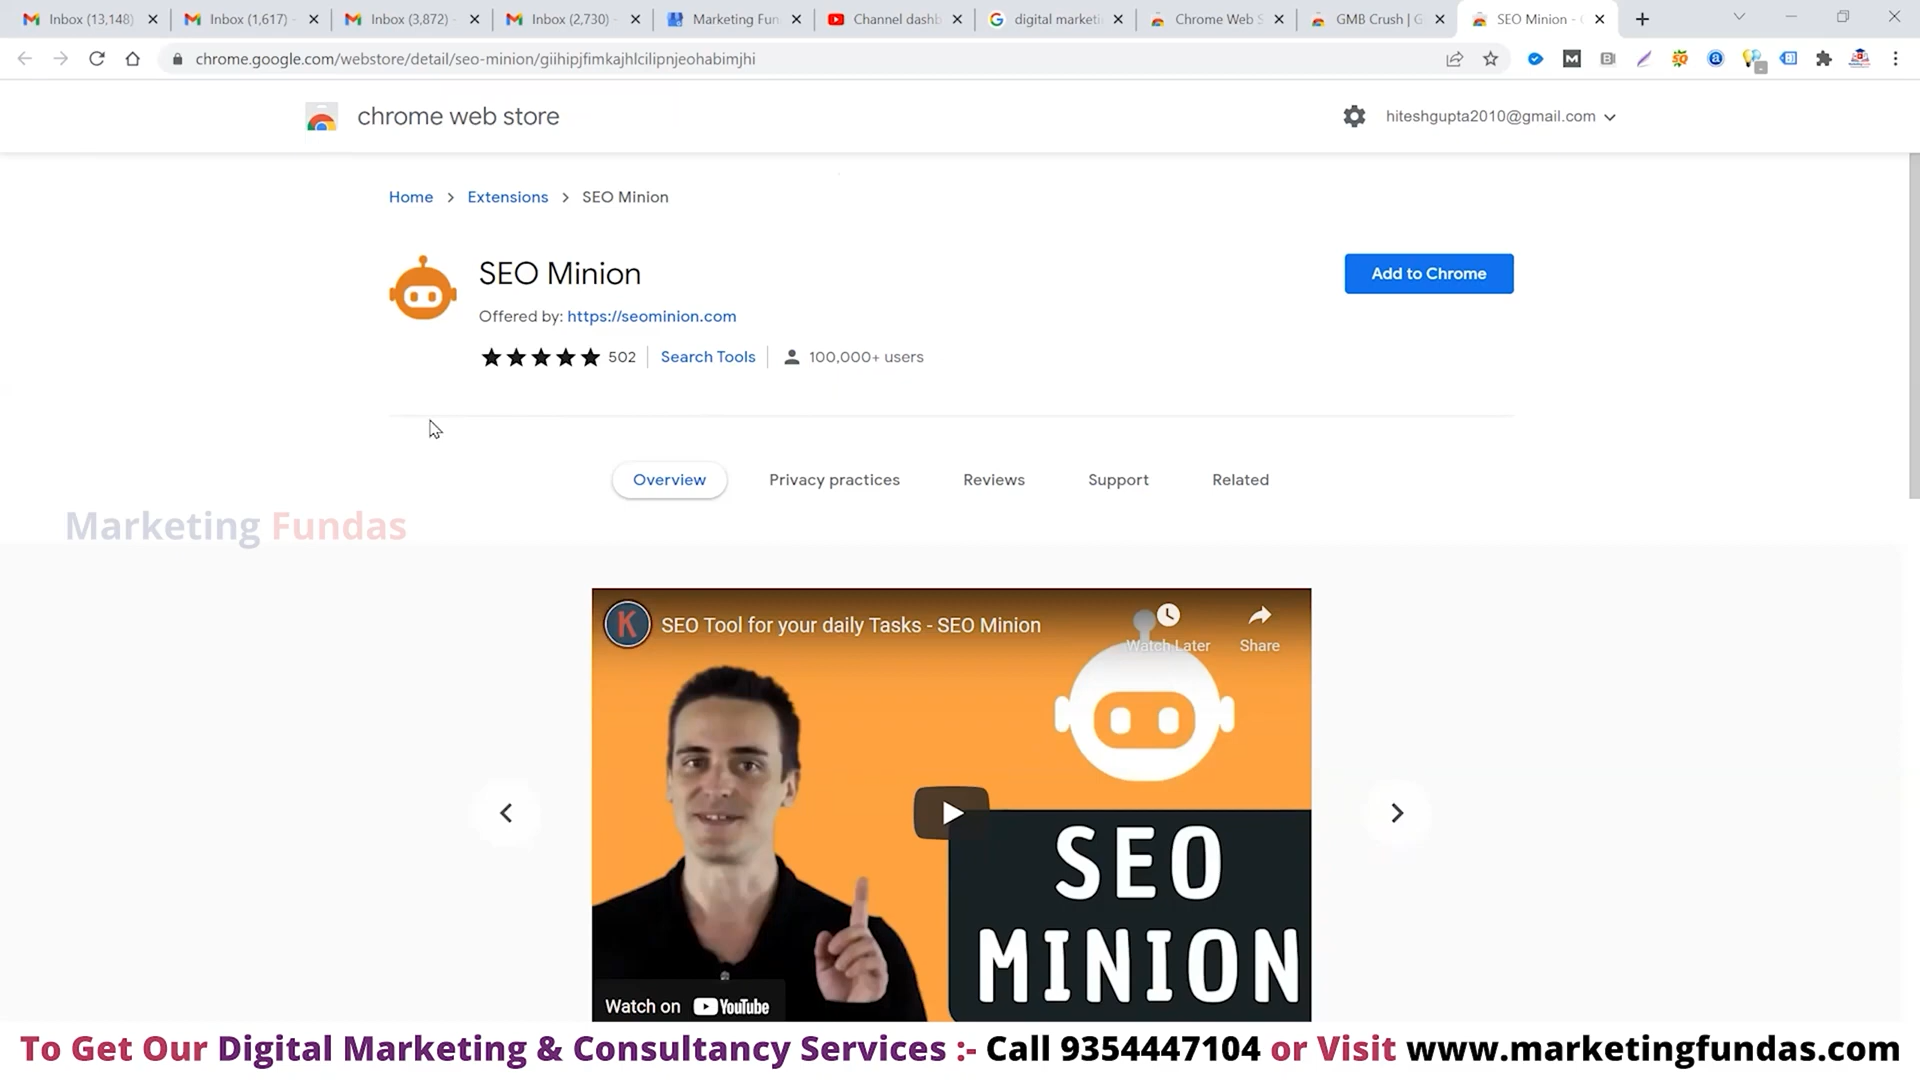 Inbox (13,148)
Inbox (1,617) -
Inbox (3,872) -
Inbox (2,730) -
Marketing Fun
Channel dashb
digital marketi
Chrome Web S
GMB Crush | G
SEO Minion - C
chrome.google.com/webstore/detail/seo-minion/giihipjfimkajhlcilipnjeohabimjhi
chrome web store
hiteshgupta2010@gmail.com
Home > Extensions > SEO Minion
SEO Minion
Add to Chrome
Offered by: https://seominion.com
502 Search Tools 100,000+ users
Overview Privacy practices Reviews Support Related
Marketing Fundas
K SEO Tool for your daily Tasks - SEO Minion
Watch Later Share
SEO
MINION
Watch on YouTube
To Get Our Digital Marketing & Consultancy Services :- Call 9354447104 or Visit www.marketingfundas.com